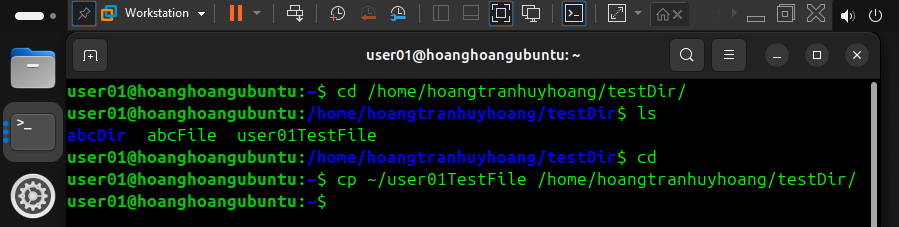 Workstation
user01@hoanghoangubuntu: ~
user01@hoanghoangubuntu:~$ cd /home/hoangtranhuyhoang/testDir/
user01@hoanghoangubuntu:/home/hoangtranhuyhoang/testDir$ ls
abcDir  abcFile  user01TestFile
user01@hoanghoangubuntu:/home/hoangtranhuyhoang/testDir$ cd
user01@hoanghoangubuntu:~$ cp ~/user01TestFile /home/hoangtranhuyhoang/testDir/
user01@hoanghoangubuntu:~$